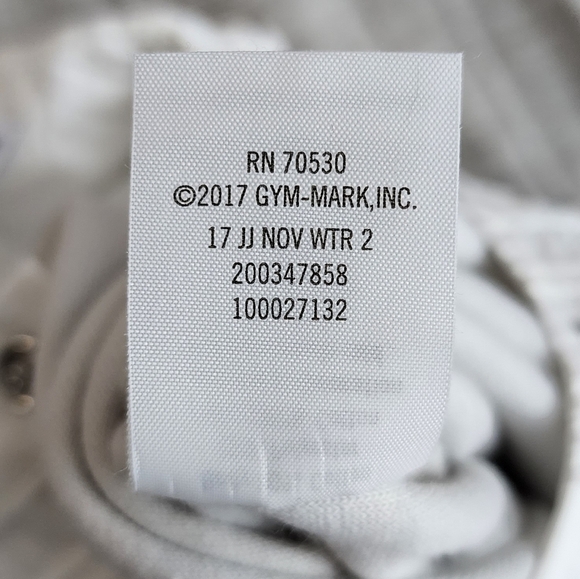 RN 70530
©2017 GYM-MARK,INC.
17 JJ NOV WTR 2
200347858
100027132